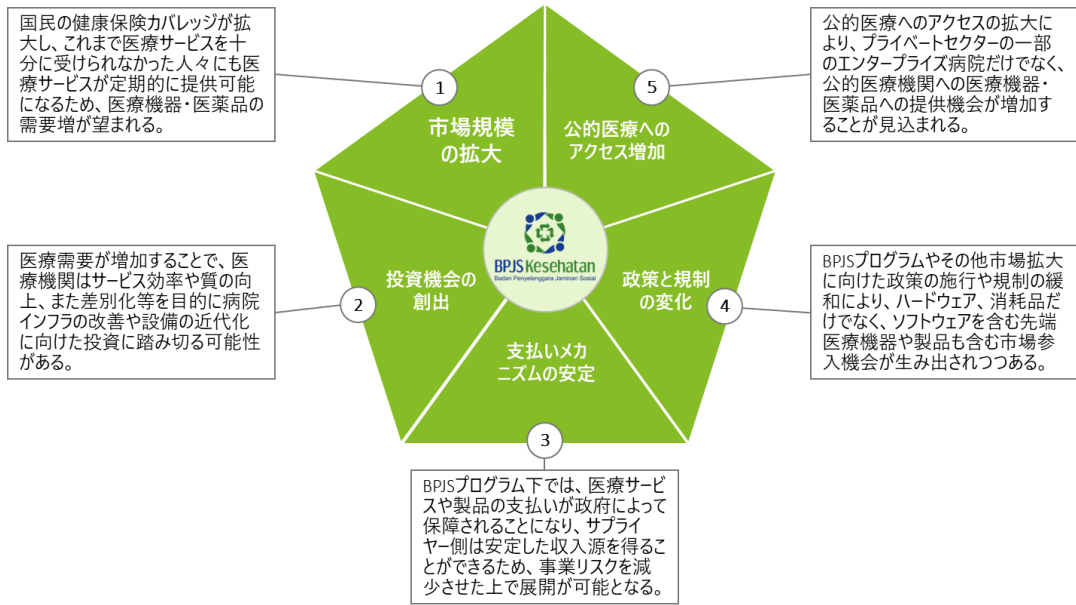 国民の健康保険カバレッジが拡
大し、これまで医療サービスを十
分に受けられなかった人々にも医
療サービスが定期的に提供可能
になるため、医療機器・医薬品の
需要増が望まれる。
1
市場規模
の拡大
5
公的医療への
アクセス増加
公的医療へのアクセスの拡大に
より、プライベートセクターの一部
のエンタープライズ病院だけでなく、
公的医療機関への医療機器・
医薬品への提供機会が増加す
ることが見込まれる。
BPJS Kesehatan
Badan Penyelenggara Jaminan Sosial
医療需要が増加することで、医
療機関はサービス効率や質の向
上、また差別化等を目的に病院
インフラの改善や設備の近代化
に向けた投資に踏み切る可能性
がある。
2
投資機会の
創出
政策と規制
の変化
4
BPJSプログラムやその他市場拡大
に向けた政策の施行や規制の緩
和により、ハードウェア、消耗品だ
けでなく、ソフトウェアを含む先端
医療機器や製品も含む市場参
入機会が生み出されつつある。
支払いメカ
ニズムの安定
3
BPJSプログラム下では、医療サービ
スや製品の支払いが政府によって
保障されることになり、サプライ
ヤー側は安定した収入源を得るこ
とができるため、事業リスクを減
少させた上で展開が可能となる。